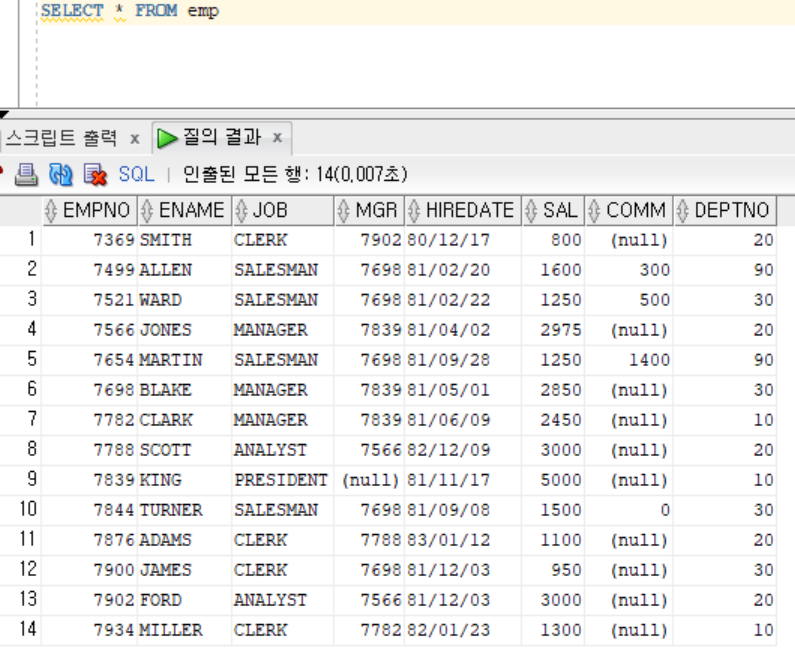 SELECT * FROM emp
스크립트 출력 x 질의 결과 x
SQL | 인출된 모든 행: 14(0,007초)
EMPNO ENAME JOB MGR HIREDATE SAL COMM DEPTNO
1 7369 SMITH CLERK 7902 80/12/17 800 (null) 20
2 7499 ALLEN SALESMAN 7698 81/02/20 1600 300 90
3 7521 WARD SALESMAN 7698 81/02/22 1250 500 30
4 7566 JONES MANAGER 7839 81/04/02 2975 (null) 20
5 7654 MARTIN SALESMAN 7698 81/09/28 1250 1400 90
6 7698 BLAKE MANAGER 7839 81/05/01 2850 (null) 30
7 7782 CLARK MANAGER 7839 81/06/09 2450 (null) 10
8 7788 SCOTT ANALYST 7566 82/12/09 3000 (null) 20
9 7839 KING PRESIDENT (null) 81/11/17 5000 (null) 10
10 7844 TURNER SALESMAN 7698 81/09/08 1500 0 30
11 7876 ADAMS CLERK 7788 83/01/12 1100 (null) 20
12 7900 JAMES CLERK 7698 81/12/03 950 (null) 30
13 7902 FORD ANALYST 7566 81/12/03 3000 (null) 20
14 7934 MILLER CLERK 7782 82/01/23 1300 (null) 10